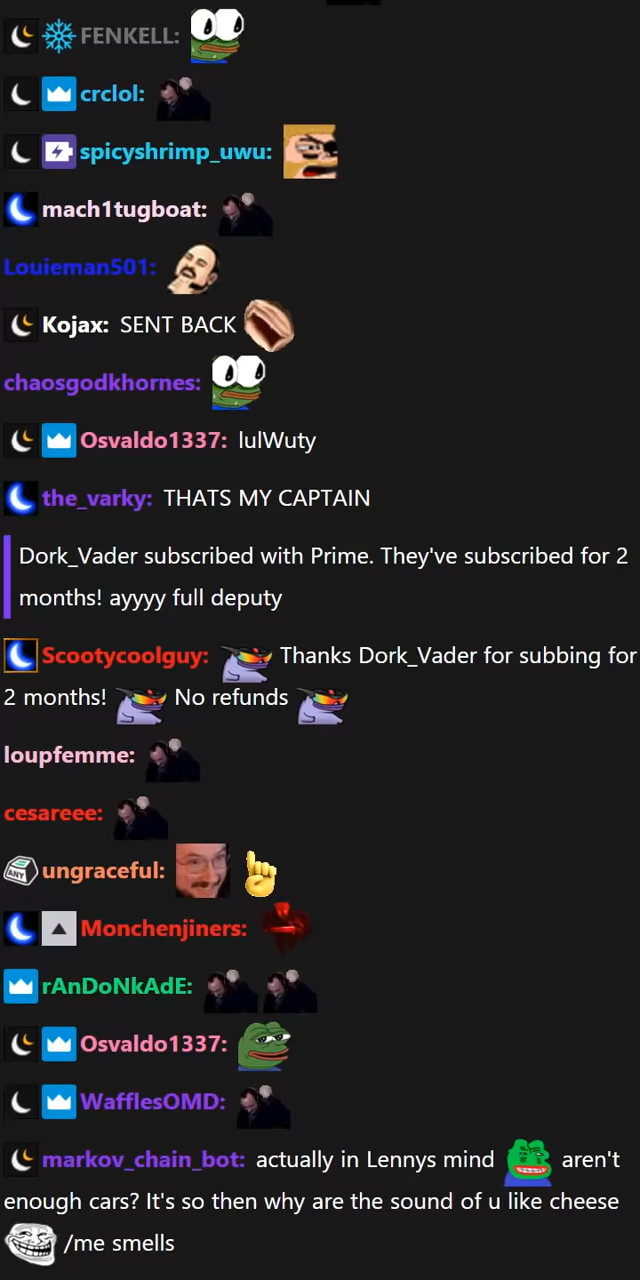 FENKELL:
crclol:
spicyshrimp_uwu:
mach1tugboat:
Louieman501:
Kojax: SENT BACK
chaosgodkhornes:
Osvaldo1337: lulWuty
the_varky: THATS MY CAPTAIN
Dork_Vader subscribed with Prime. They've subscribed for 2
months! ayyyy full deputy
Scootycoolguy: Thanks Dork_Vader for subbing for
2 months! No refunds
loupfemme:
cesareee:
ANY ungraceful:
Monchenjiners:
rAnDoNkAdE:
Osvaldo1337:
WafflesOMD:
markov_chain_bot: actually in Lennys mind aren't
enough cars? It's so then why are the sound of u like cheese
/me smells